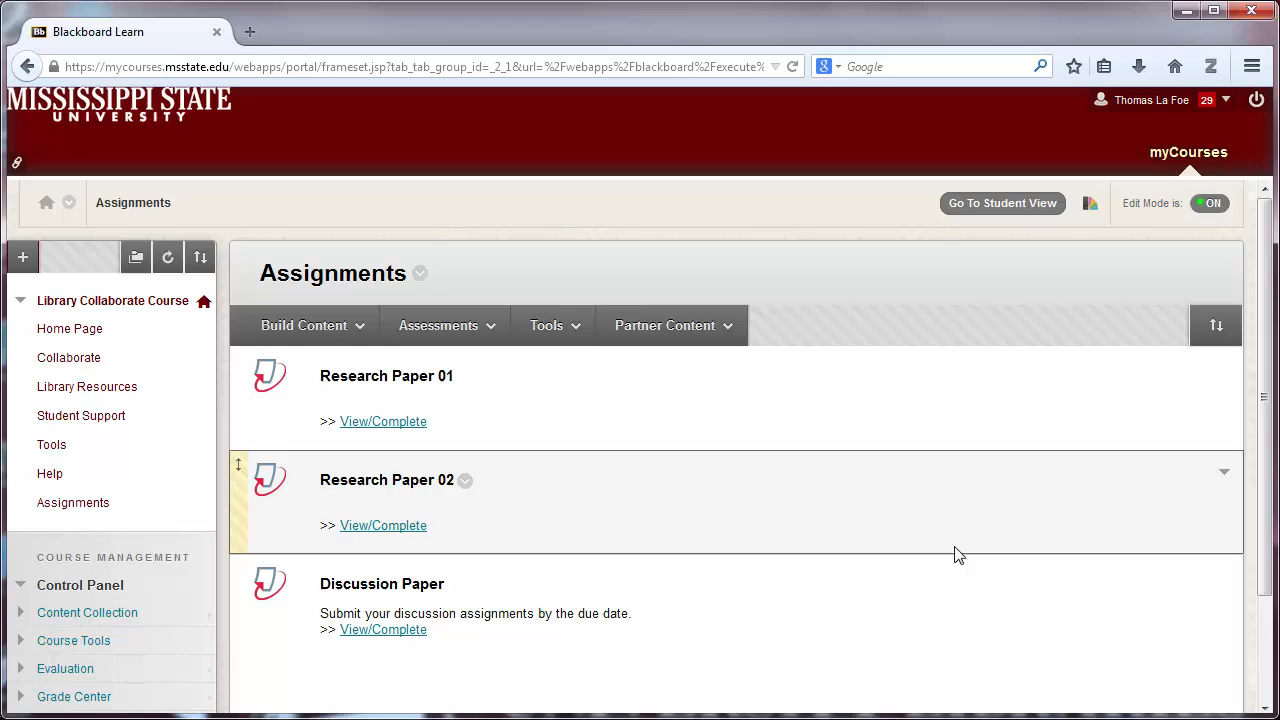 Bb Blackboard Learn
https://mycourses.msstate.edu/webapps/portal/frameset.jsp?tab_tab_group_id=_2_1&url=%2Fwebapps%2Fblackboard%2Fexecute%
Google
MISSISSIPPI STATE
UNIVERSITY
Thomas La Foe 29
myCourses
Assignments
Go To Student View
Edit Mode is: ON
Assignments
Build Content
Assessments
Tools
Partner Content
Library Collaborate Course
Home Page
Collaborate
Library Resources
Student Support
Tools
Help
Assignments
COURSE MANAGEMENT
Control Panel
Content Collection
Course Tools
Evaluation
Grade Center
Research Paper 01
>> View/Complete
Research Paper 02
>> View/Complete
Discussion Paper
Submit your discussion assignments by the due date.
>> View/Complete